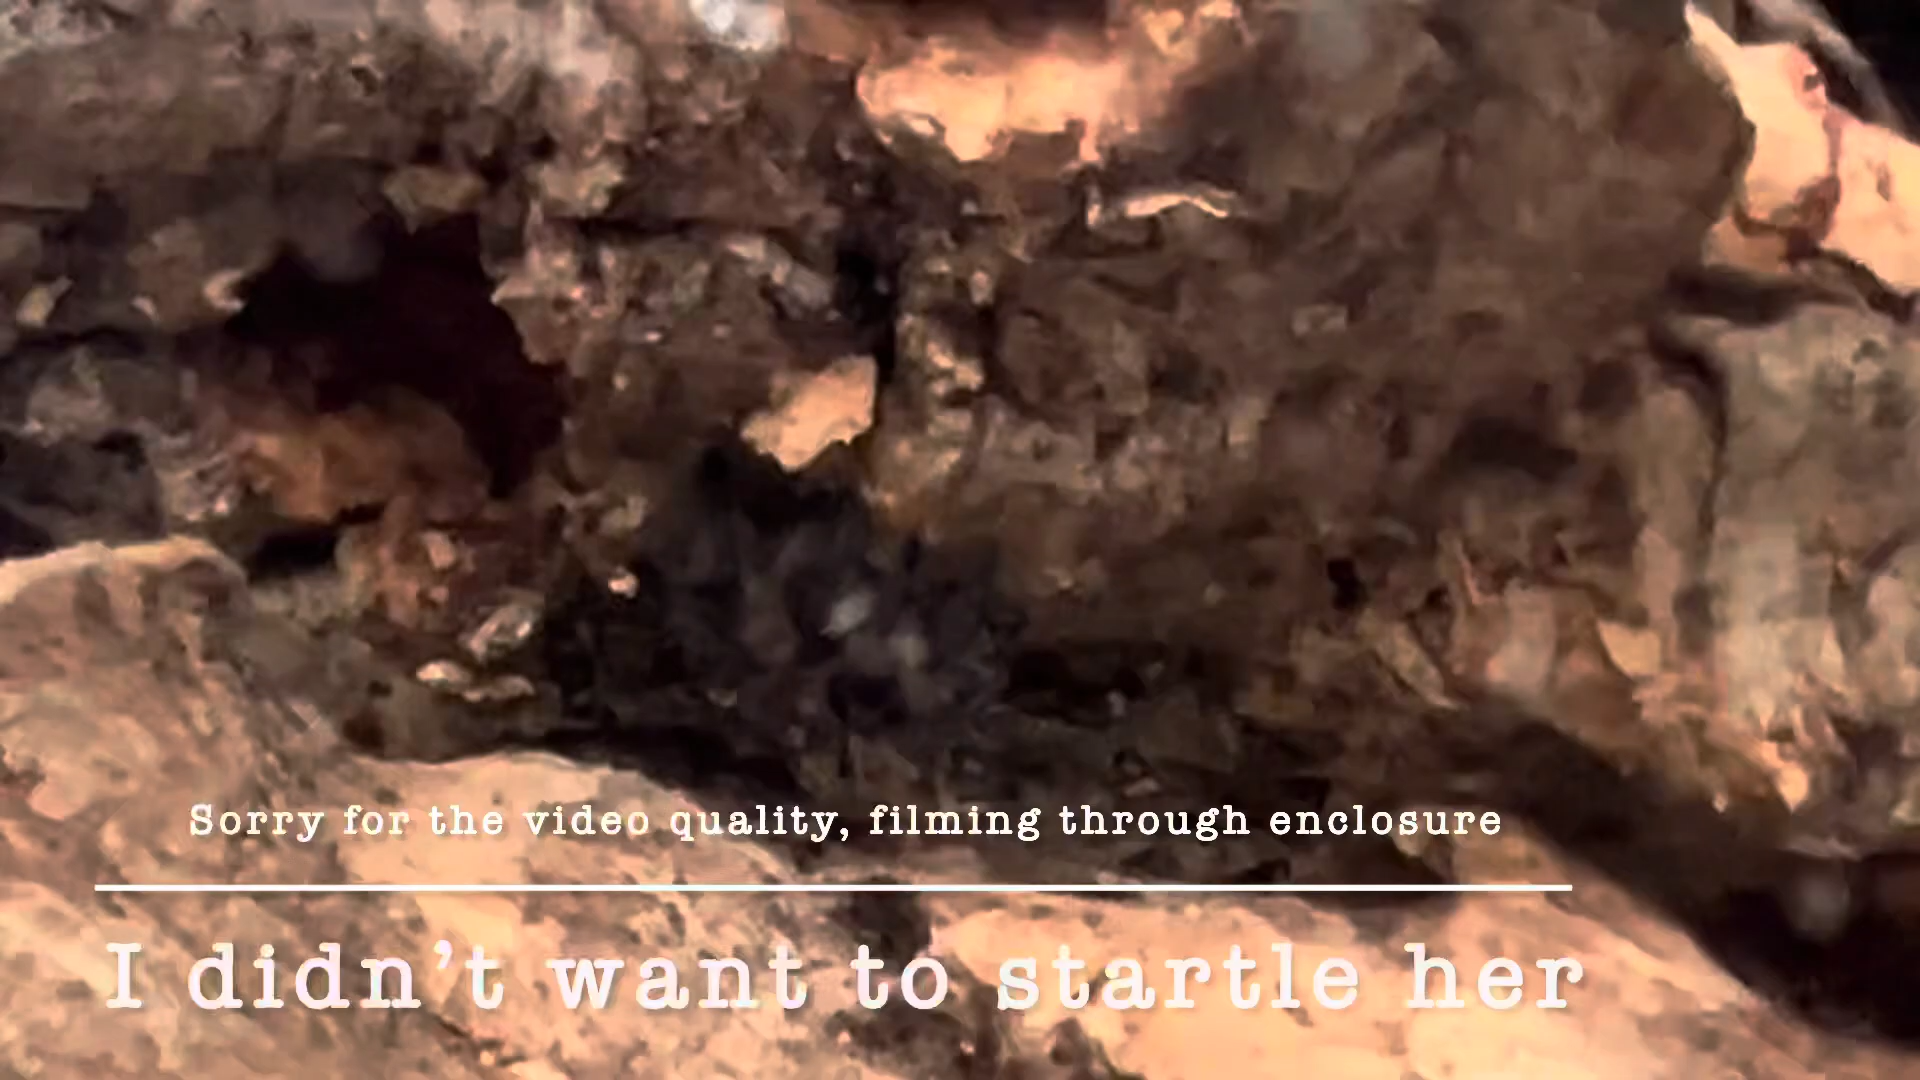 Sorry for the video quality, filming through enclosure
I didn't want to startle her